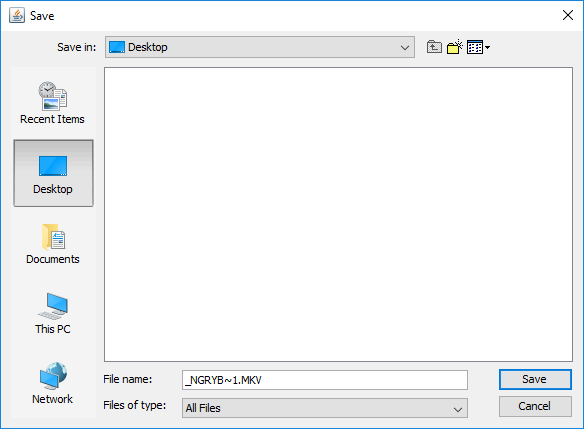 Save
Save in:
Desktop
Recent Items
Desktop
Documents
This PC
Network
File name:
_NGRYB~1.MKV
Save
Files of type:
All Files
Cancel